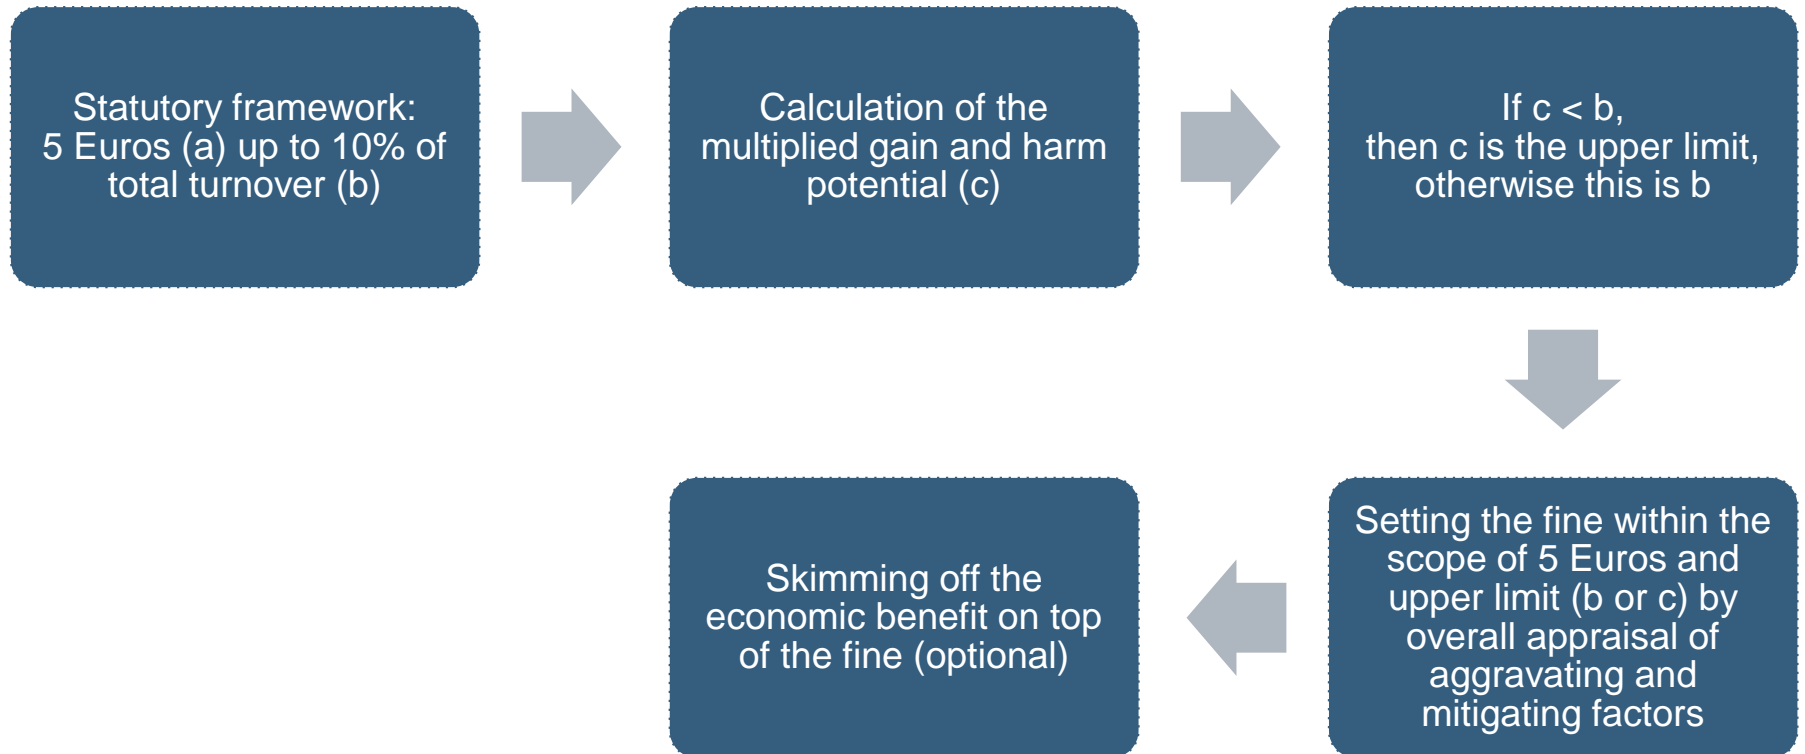 Statutory framework:
5 Euros (a) up to 10% of
total turnover (b)
Calculation of the
multiplied gain and harm
potential (c)
If c < b,
then c is the upper limit,
otherwise this is b
Setting the fine within the
scope of 5 Euros and
upper limit (b or c) by
overall appraisal of
aggravating and
mitigating factors
Skimming off the
economic benefit on top
of the fine (optional)